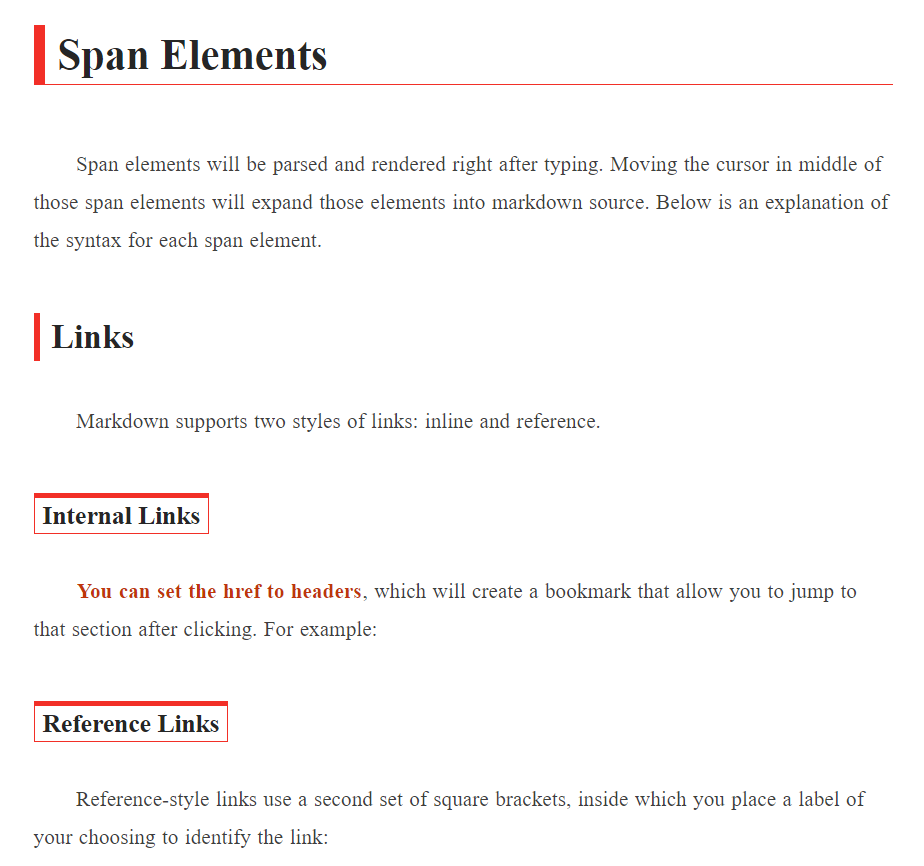 Span Elements
Span elements will be parsed and rendered right after typing. Moving the cursor in middle of
those span elements will expand those elements into markdown source. Below is an explanation of
the syntax for each span element.
Links
Markdown supports two styles of links: inline and reference.
Internal Links
You can set the href to headers, which will create a bookmark that allow you to jump to
that section after clicking. For example:
Reference Links
Reference-style links use a second set of square brackets, inside which you place a label of
your choosing to identify the link: